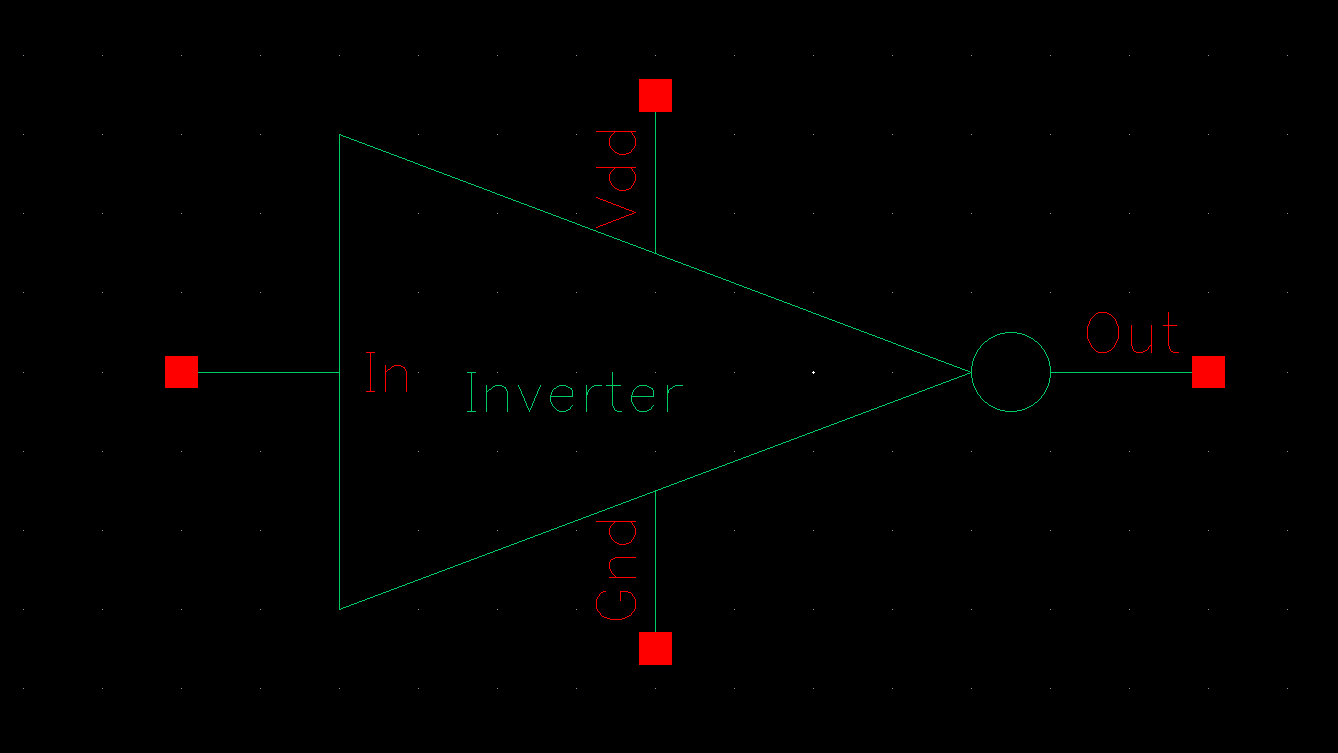 Vdd
In
Inverter
Out
Gnd